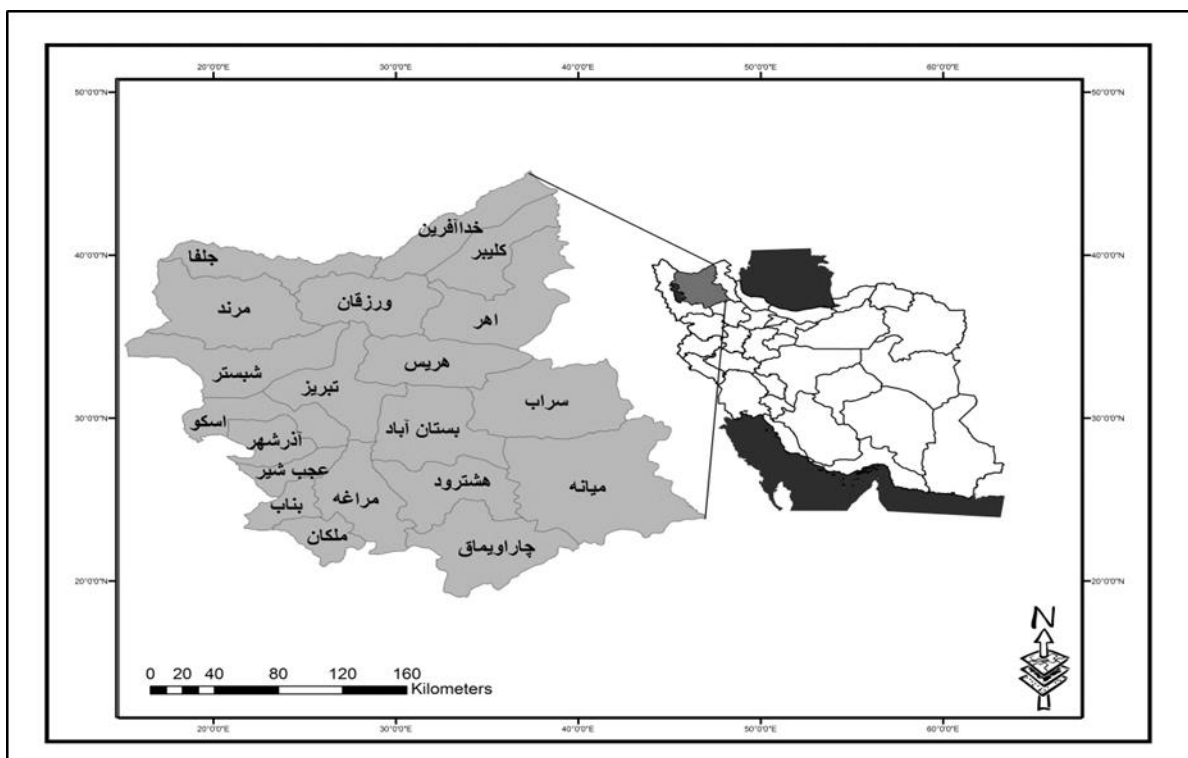 20°0'0"E 30°0'0"E 40°0'0"E 50°0'0"E 60°0'0"E
50°0'0"N 50°0'0"N
خداآفرین
کلیبر
جلفا
40°0'0"N 40°0'0"N
مرند
ورزقان
اهر
هریس
شبستر
تبریز
سراب
اسکو
30°0'0"N 30°0'0"N
بستان آباد
آذرشهر
عجب شیر
هشترود
میانه
مراغه
بناب
ملکان
چاراویماق
20°0'0"N 20°0'0"N
N
0 20 40 80 120 160
Kilometers
20°0'0"E 30°0'0"E 40°0'0"E 50°0'0"E 60°0'0"E